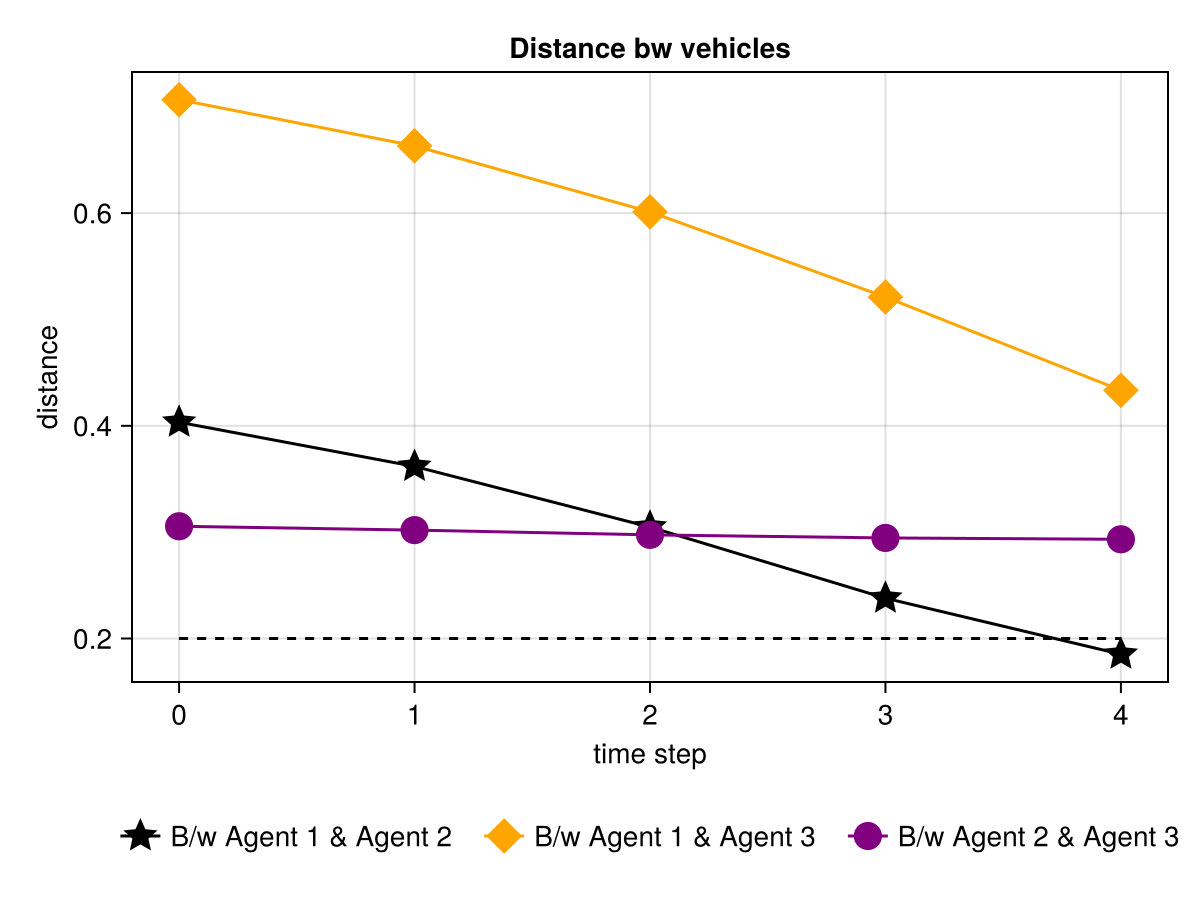 Distance bw vehicles
0.6
0.4
0.2
distance
0 1 2 3 4
time step
B/w Agent 1 & Agent 2 B/w Agent 1 & Agent 3 B/w Agent 2 & Agent 3